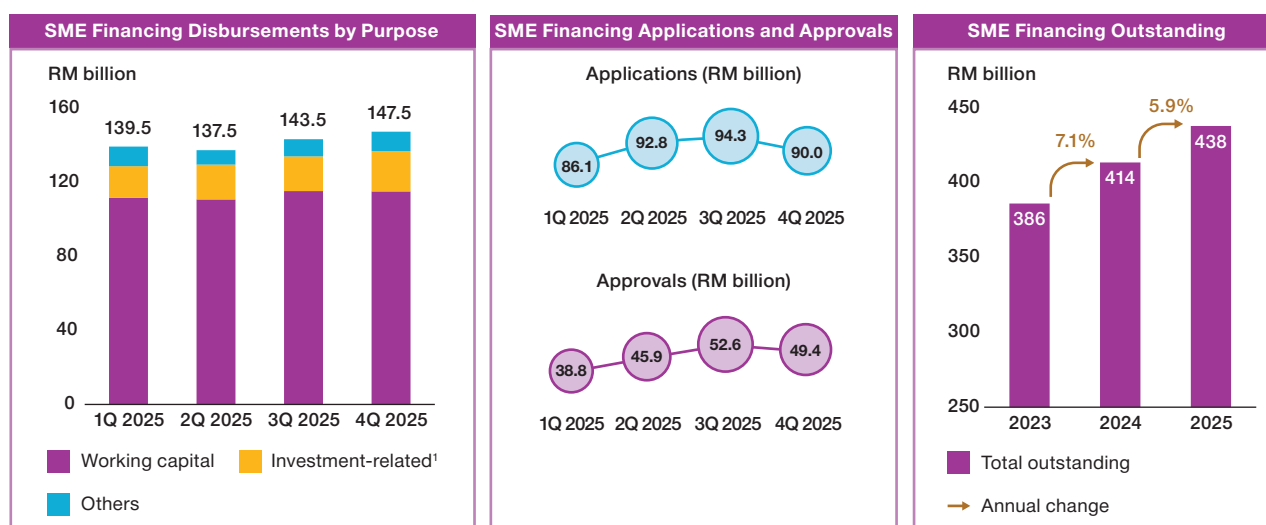 SME Financing Disbursements by Purpose
RM billion
160
120
80
40
0
139.5
137.5
143.5
147.5
1Q 2025 2Q 2025 3Q 2025 4Q 2025
Working capital
Investment-related¹
Others
SME Financing Applications and Approvals
Applications (RM billion)
86.1
92.8
94.3
90.0
1Q 2025 2Q 2025 3Q 2025 4Q 2025
Approvals (RM billion)
38.8
45.9
52.6
49.4
1Q 2025 2Q 2025 3Q 2025 4Q 2025
SME Financing Outstanding
RM billion
450
400
350
300
250
7.1%
5.9%
386
414
438
2023 2024 2025
Total outstanding
Annual change